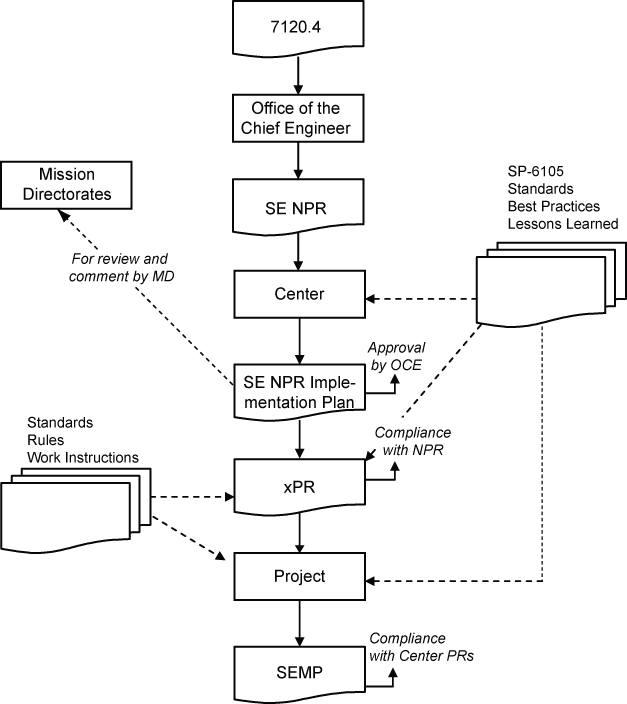 7120.4
Office of the
Chief Engineer
Mission
Directorates
SE NPR
SP-6105
Standards
Best Practices
Lessons Learned
For review and
comment by MD
Center
Approval
by OCE
SE NPR Imple-
mentation Plan
Standards
Rules
Work Instructions
Compliance
with NPR
xPR
Project
Compliance
with Center PRs
SEMP